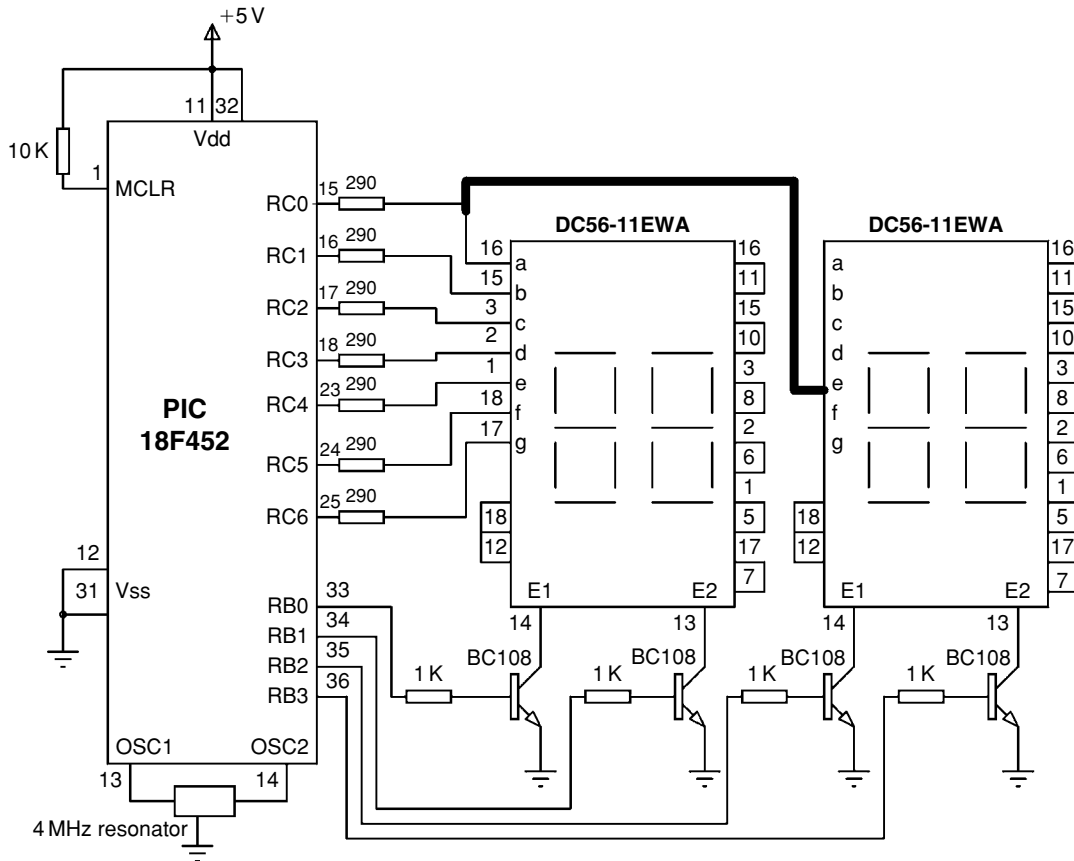 +5 V
11 32
Vdd
10 K
1
MCLR
PIC
18F452
RC0 15 290
RC1 16 290
RC2 17 290
RC3 18 290
RC4 23 290
RC5 24 290
RC6 25 290
12
31 Vss
RB0 33
RB1 34
RB2 35
RB3 36
OSC1 OSC2
13 14
4 MHz resonator
DC56-11EWA
16 a
15 b
3 c
2 d
1 e
18 f
17 g
18
12
16
11
15
10
3
8
2
6
1
5
17
7
E1 E2
14 13
DC56-11EWA
a
b
c
d
e
f
g
18
12
16
11
15
10
3
8
2
6
1
5
17
7
E1 E2
14 13
1 K BC108
1 K BC108
1 K BC108
1 K BC108